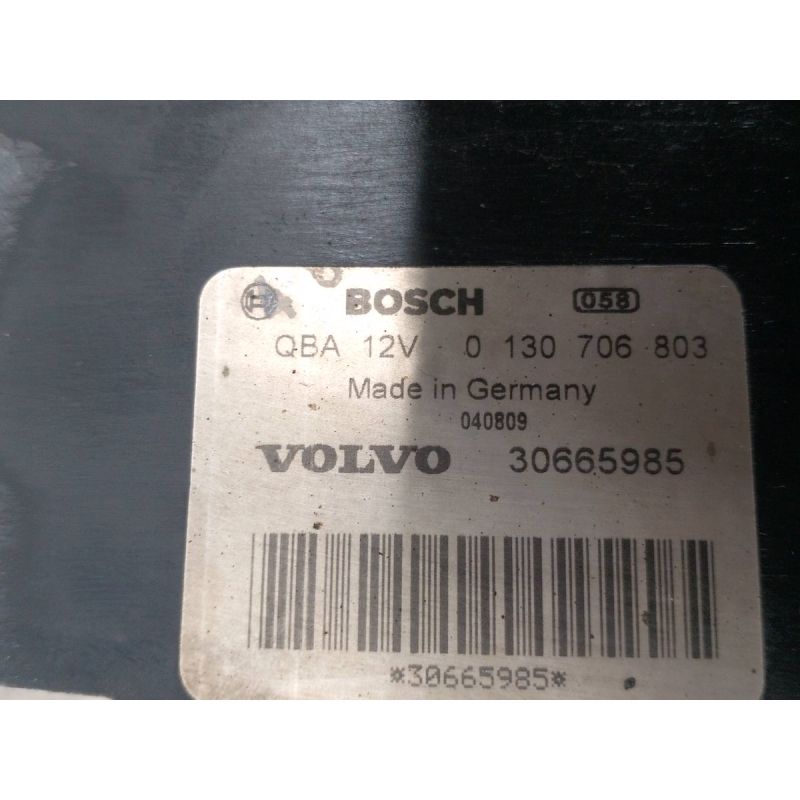 BOSCH 058
QBA 12V 0 130 706 803
Made in Germany
040809
VOLVO 30665985
*30665985*